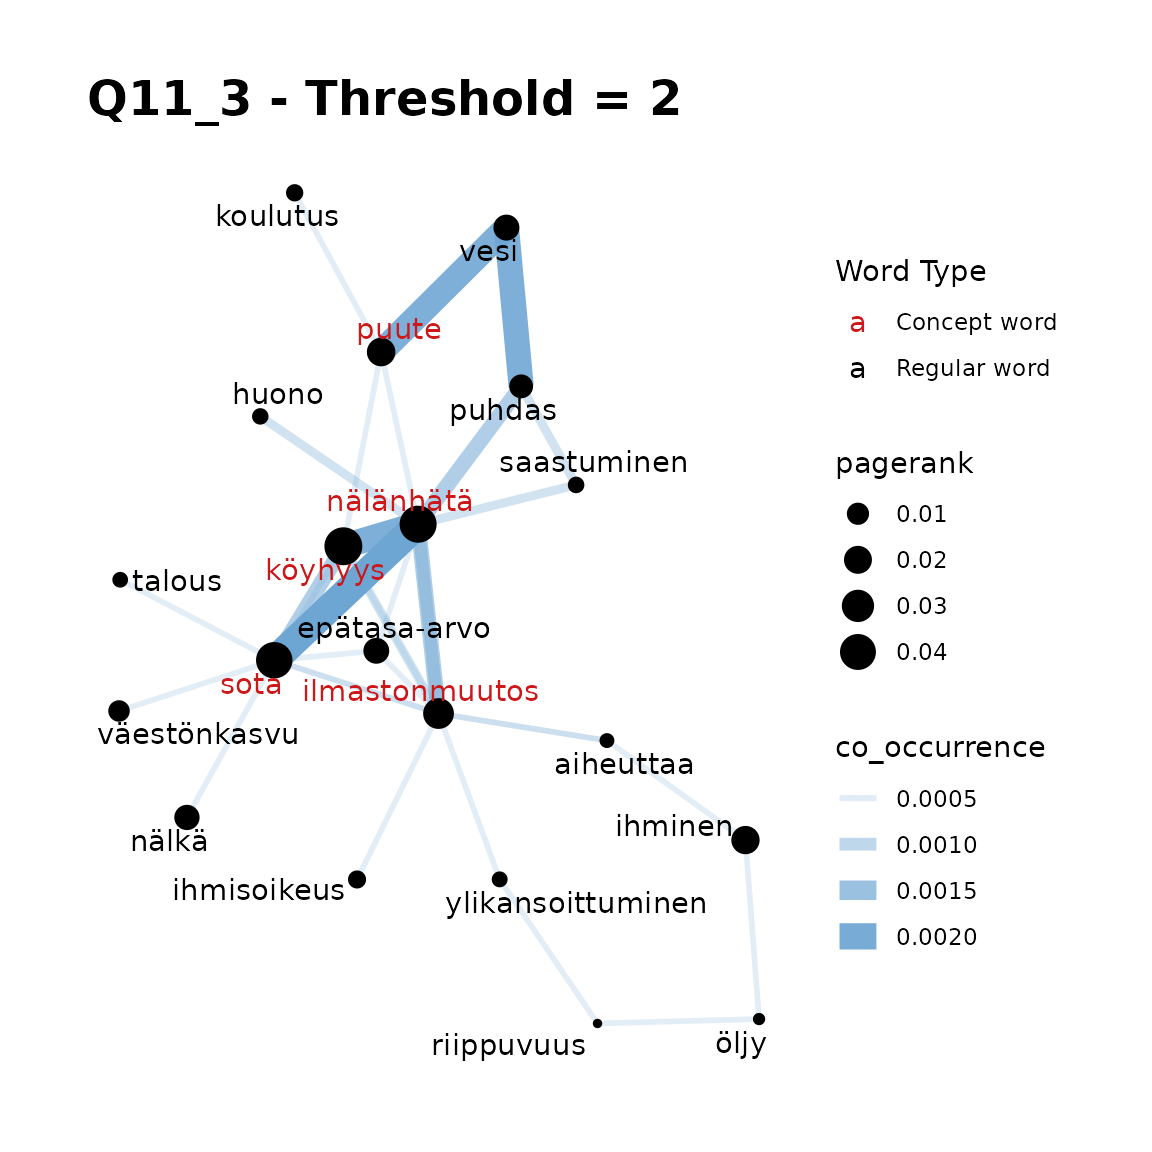 Q11_3 - Threshold = 2
koulutus
vesi
puute
huono
puhdas
saastuminen
nälänhätä
köyhyys
talous
epätasa-arvo
sota
ilmastonmuutos
väestönkasvu
aiheuttaa
ihminen
nälkä
ihmisoikeus
ylikansoittuminen
riippuvuus
öljy
Word Type
a Concept word
a Regular word
pagerank
0.01
0.02
0.03
0.04
co_occurrence
0.0005
0.0010
0.0015
0.0020